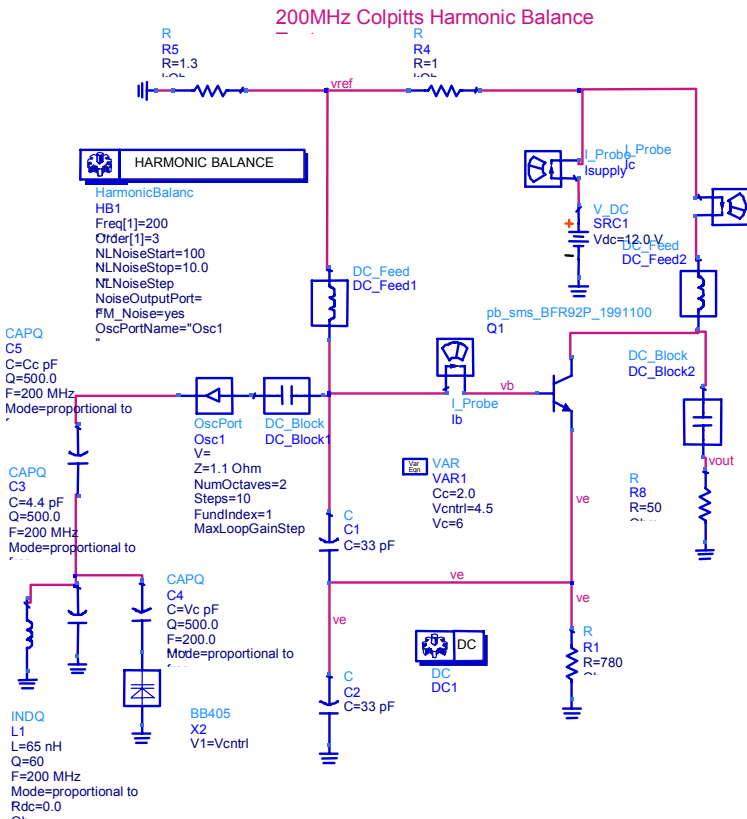 200MHz Colpitts Harmonic Balance
R
R5
R=1.3
R
R4
R=1
vref
HARMONIC BALANCE
HarmonicBalanc
HB1
Freq[1]=200
Order[1]=3
NLNoiseStart=100
NLNoiseStop=10.0
NLNoiseStep
NoiseOutputPort=
FM_Noise=yes
OscPortName="Osc1
"
I_Probe
Isupply
I_Probe
Ic
V_DC
SRC1
Vdc=12.0 V
DC_Feed
DC_Feed2
DC_Feed
DC_Feed1
pb_sms_BFR92P_1991100
Q1
CAPQ
C5
C=Cc pF
Q=500.0
F=200 MHz
Mode=proportional to
OscPort
Osc1
V=
Z=1.1 Ohm
NumOctaves=2
Steps=10
FundIndex=1
MaxLoopGainStep
DC_Block
DC_Block1
I_Probe
Ib
vb
DC_Block
DC_Block2
vout
R
R8
R=50
Var
Eqn
VAR
VAR1
Cc=2.0
Vcntrl=4.5
Vc=6
ve
CAPQ
C3
C=4.4 pF
Q=500.0
F=200 MHz
Mode=proportional to
C
C1
C=33 pF
ve
ve
ve
CAPQ
C4
C=Vc pF
Q=500.0
F=200.0
Mode=proportional to
DC
DC
DC1
R
R1
R=780
C
C2
C=33 pF
BB405
X2
V1=Vcntrl
INDQ
L1
L=65 nH
Q=60
F=200 MHz
Mode=proportional to
Rdc=0.0